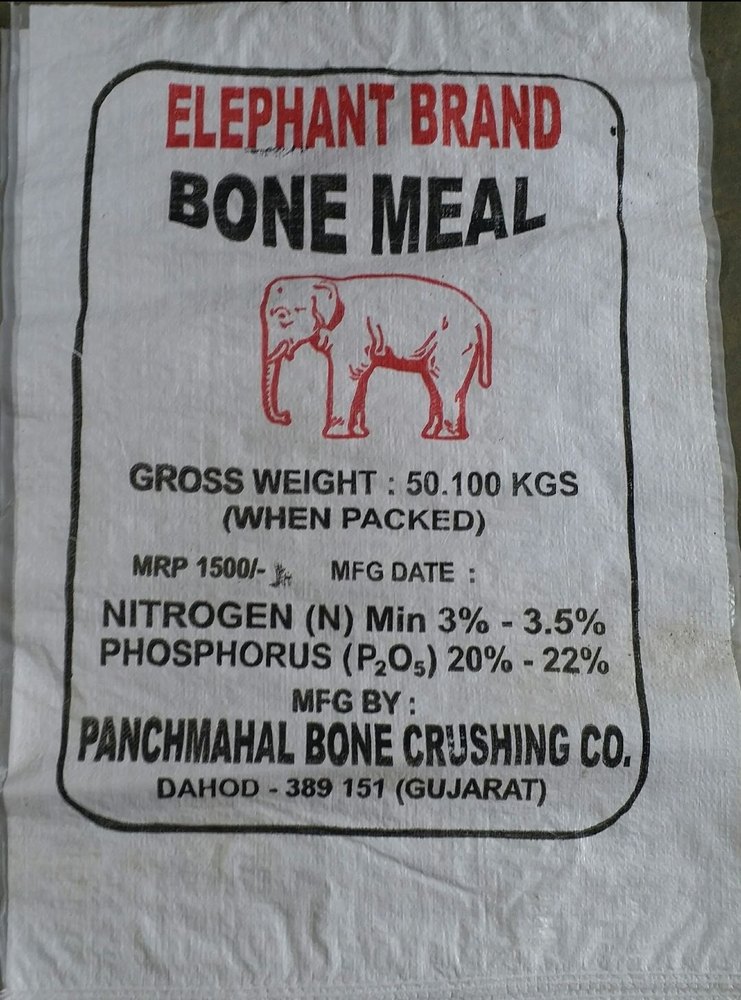 ELEPHANT BRAND
BONE MEAL
GROSS WEIGHT : 50.100 KGS
(WHEN PACKED)
MRP 1500/- MFG DATE :
NITROGEN (N) Min 3% - 3.5%
PHOSPHORUS (P₂O₅) 20% - 22%
MFG BY :
PANCHMAHAL BONE CRUSHING CO.
DAHOD - 389 151 (GUJARAT)